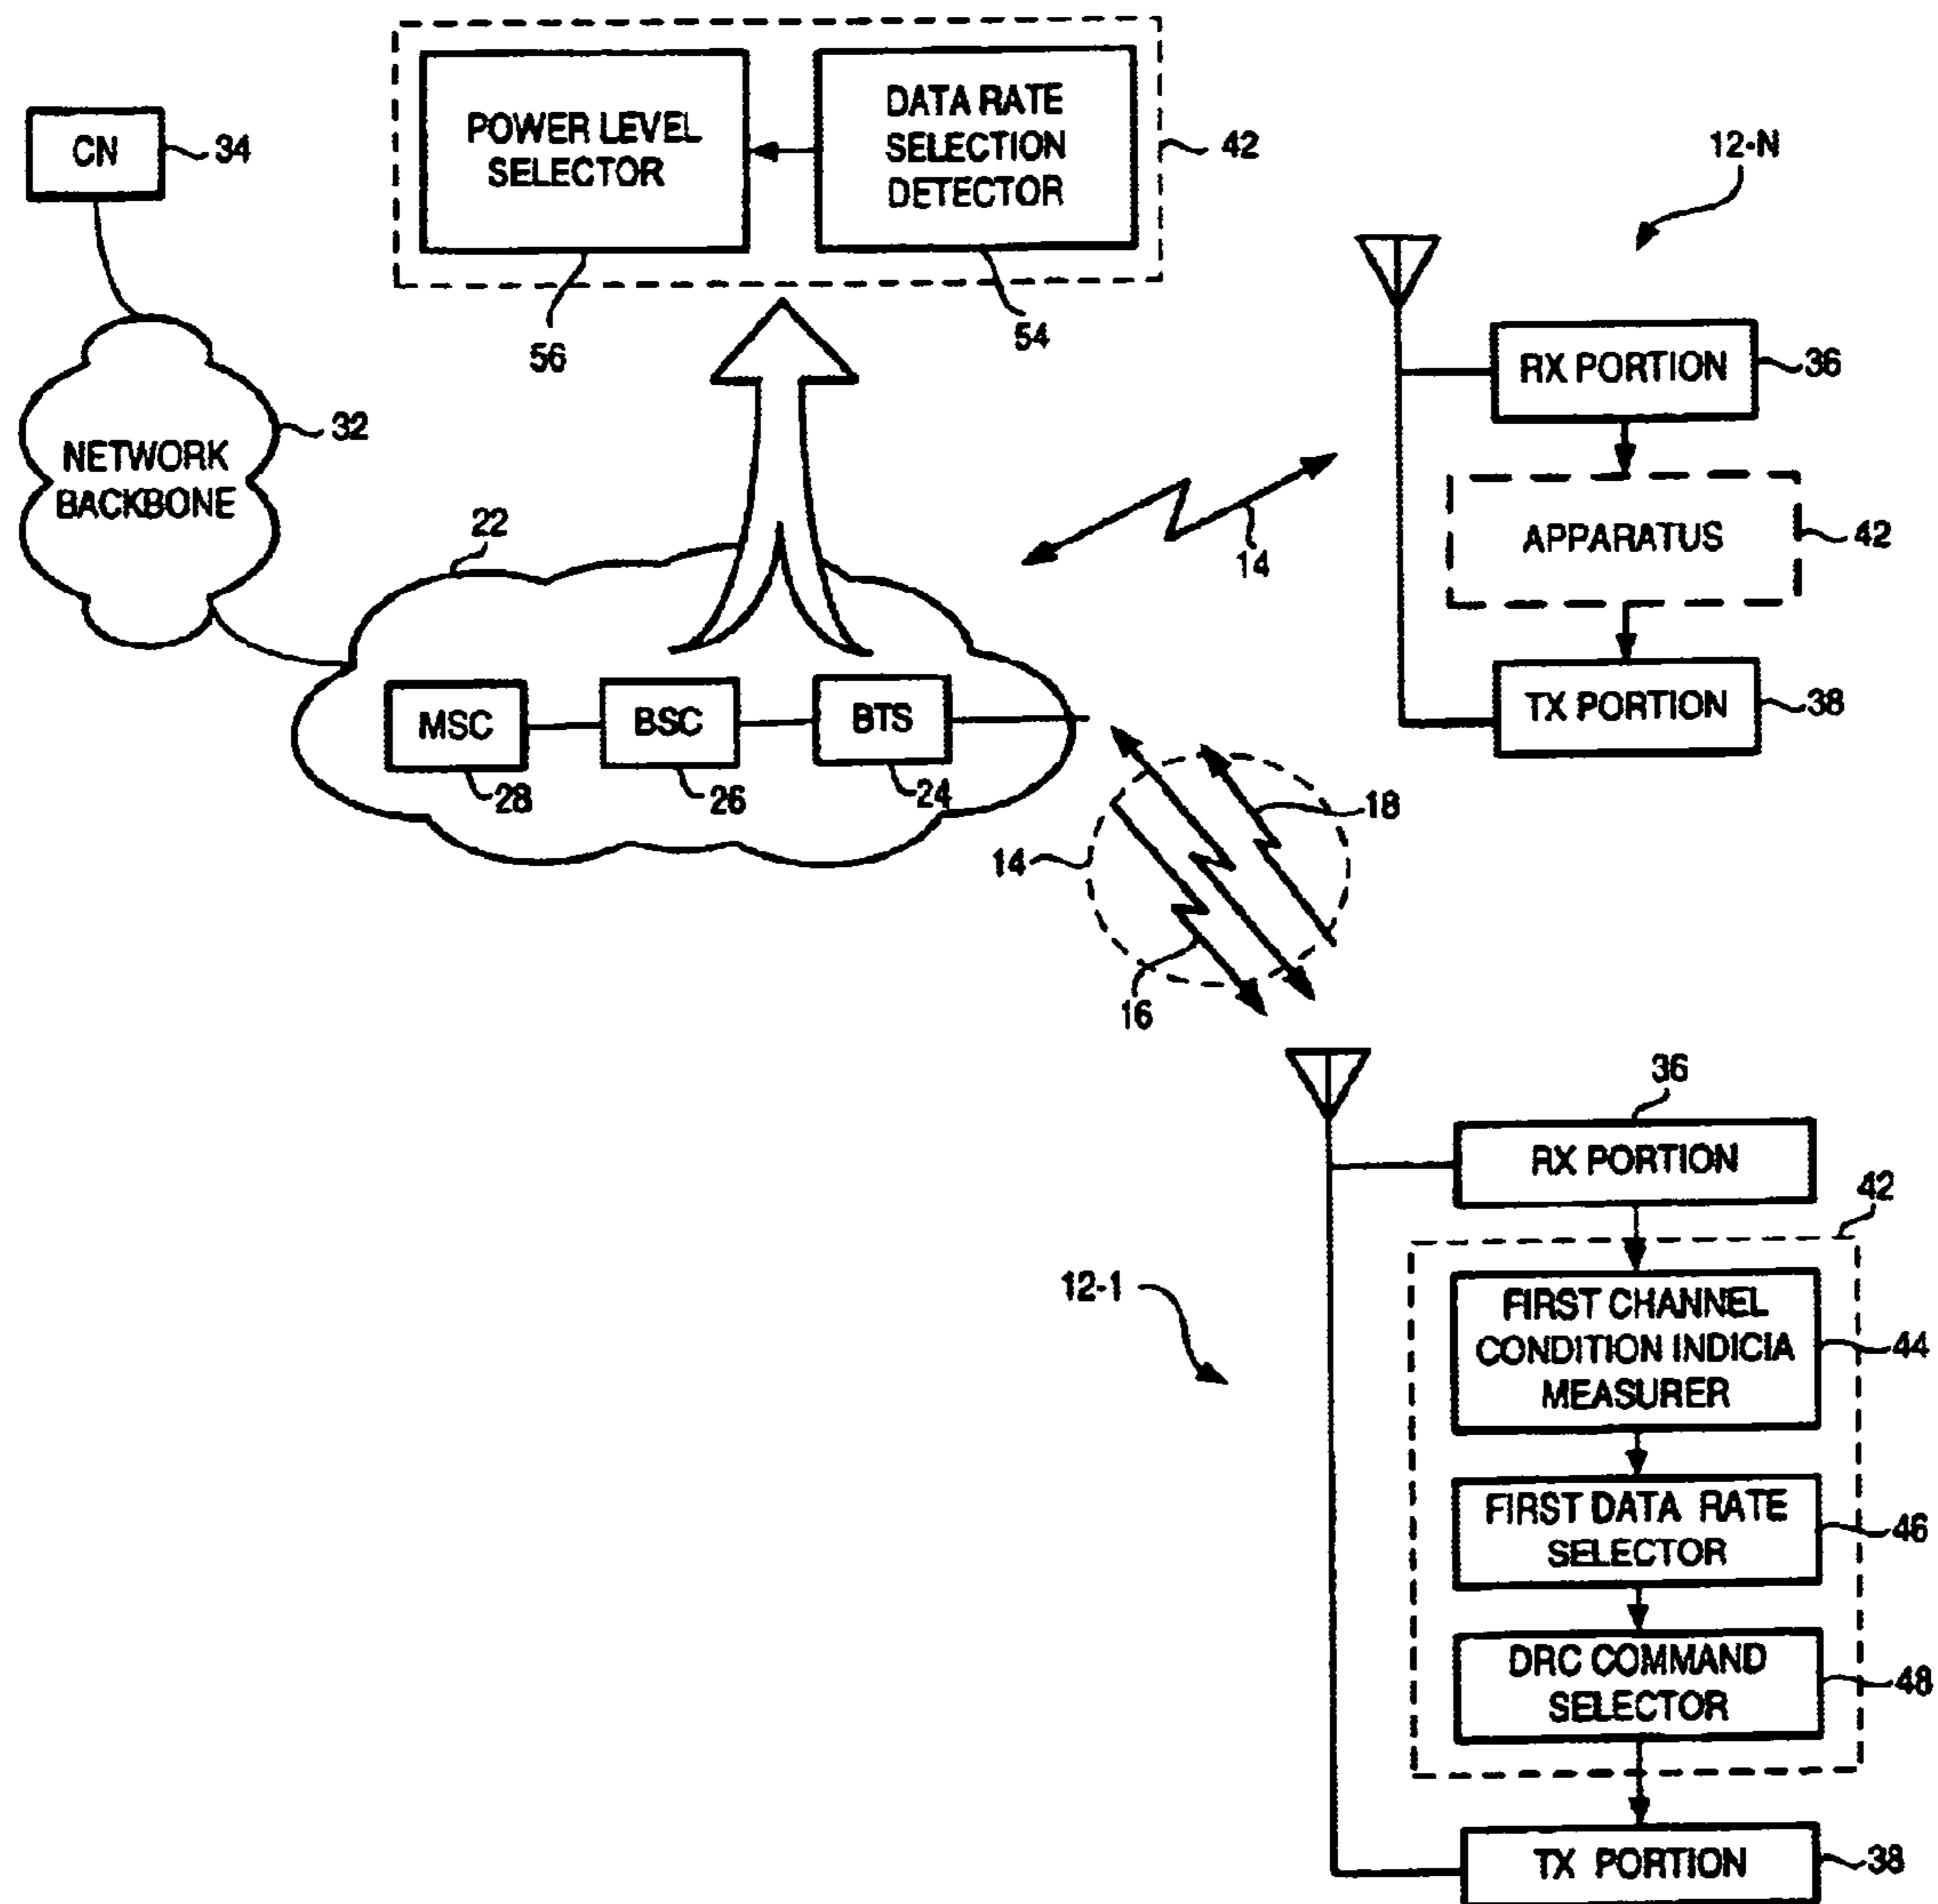 CN
34
POWER LEVEL
SELECTOR
DATA RATE
SELECTION
DETECTOR
42
56
54
12-N
NETWORK
BACKBONE
32
RX PORTION
36
APPARATUS
42
TX PORTION
38
14
22
MSC
BSC
BTS
28
26
24
14
18
16
36
RX PORTION
42
12-1
FIRST CHANNEL
CONDITION INDICIA
MEASURER
44
FIRST DATA RATE
SELECTOR
46
DRC COMMAND
SELECTOR
48
TX PORTION
38